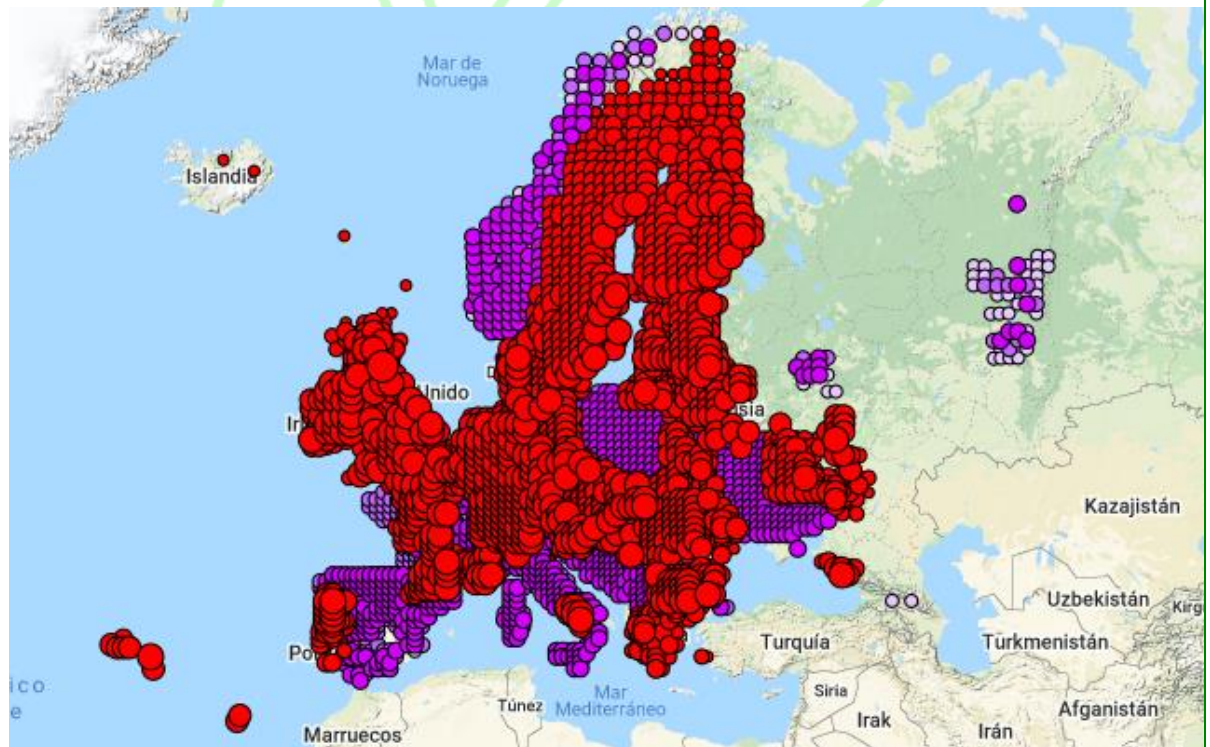 Mar de
Noruega
Islandia
Unido
Kazajistán
Uzbekistán
Turquía
Turkmenistán
Siria
Túnez
Mar
Mediterráneo
Irak
Irán
Afganistán
Marruecos